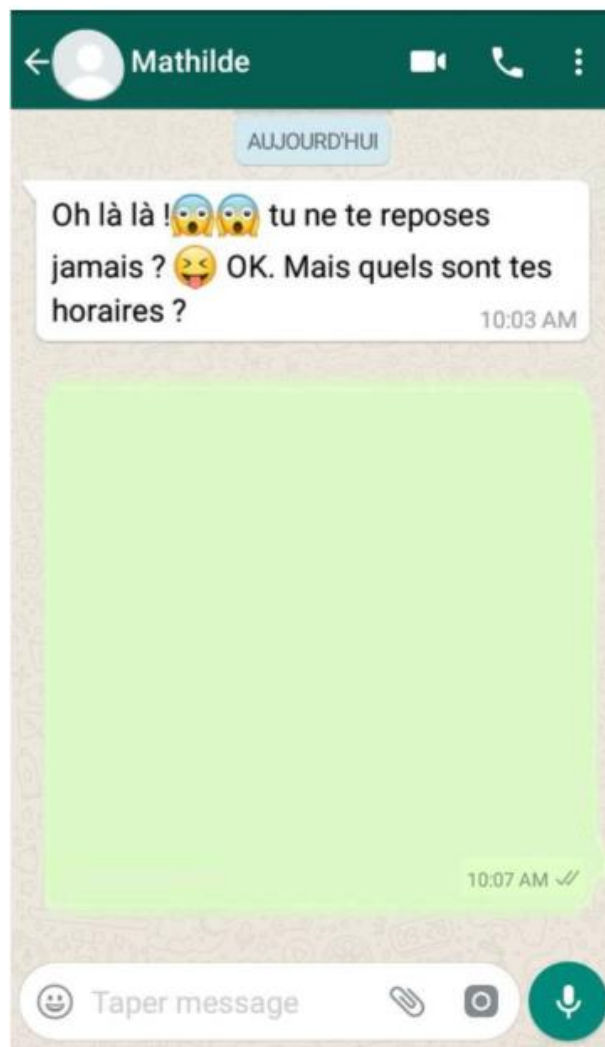 Mathilde
AUJOURD'HUI
Oh là là !😱😱 tu ne te reposes
jamais ? 😝 OK. Mais quels sont tes
horaires ?
10:03 AM
10:07 AM
Taper message